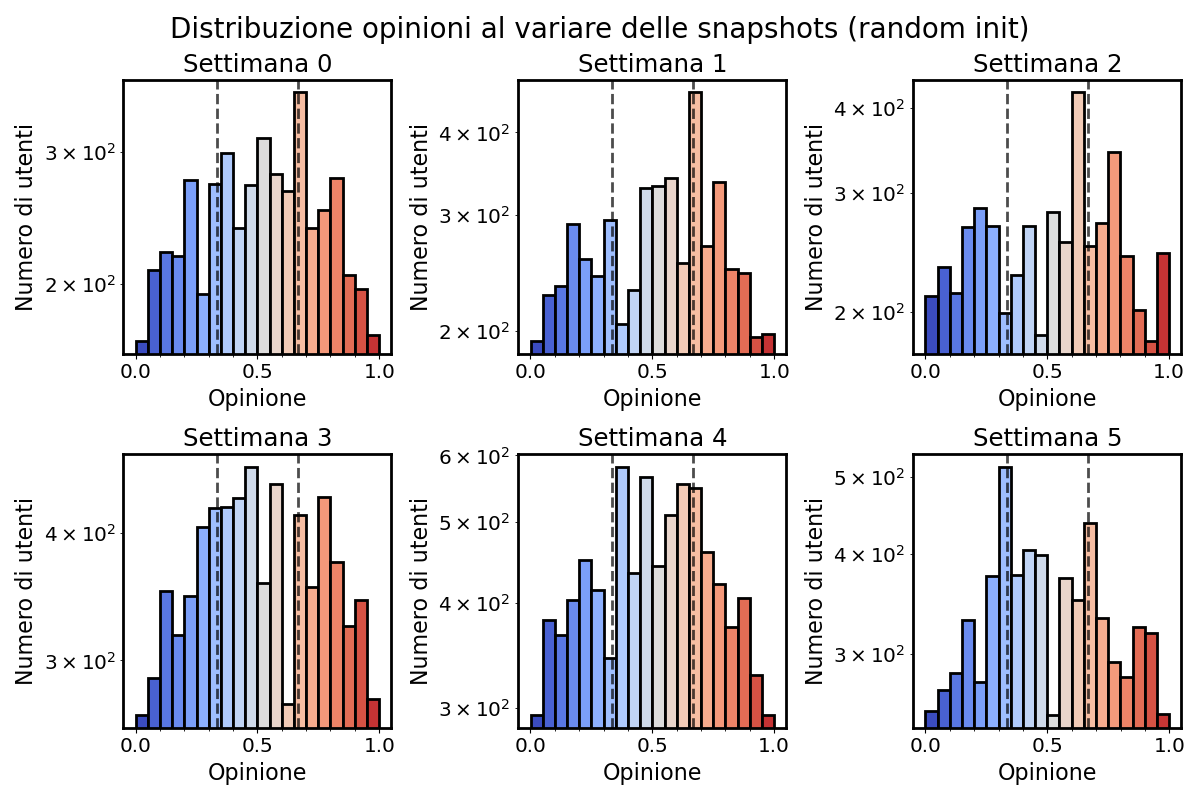 Distribuzione opinioni al variare delle snapshots (random init)
Settimana 0
Numero di utenti
3 × 10²
2 × 10²
0.0 0.5 1.0
Opinione
Settimana 1
Numero di utenti
4 × 10²
3 × 10²
2 × 10²
0.0 0.5 1.0
Opinione
Settimana 2
Numero di utenti
4 × 10²
3 × 10²
2 × 10²
0.0 0.5 1.0
Opinione
Settimana 3
Numero di utenti
4 × 10²
3 × 10²
0.0 0.5 1.0
Opinione
Settimana 4
Numero di utenti
6 × 10²
5 × 10²
4 × 10²
3 × 10²
0.0 0.5 1.0
Opinione
Settimana 5
Numero di utenti
5 × 10²
4 × 10²
3 × 10²
0.0 0.5 1.0
Opinione